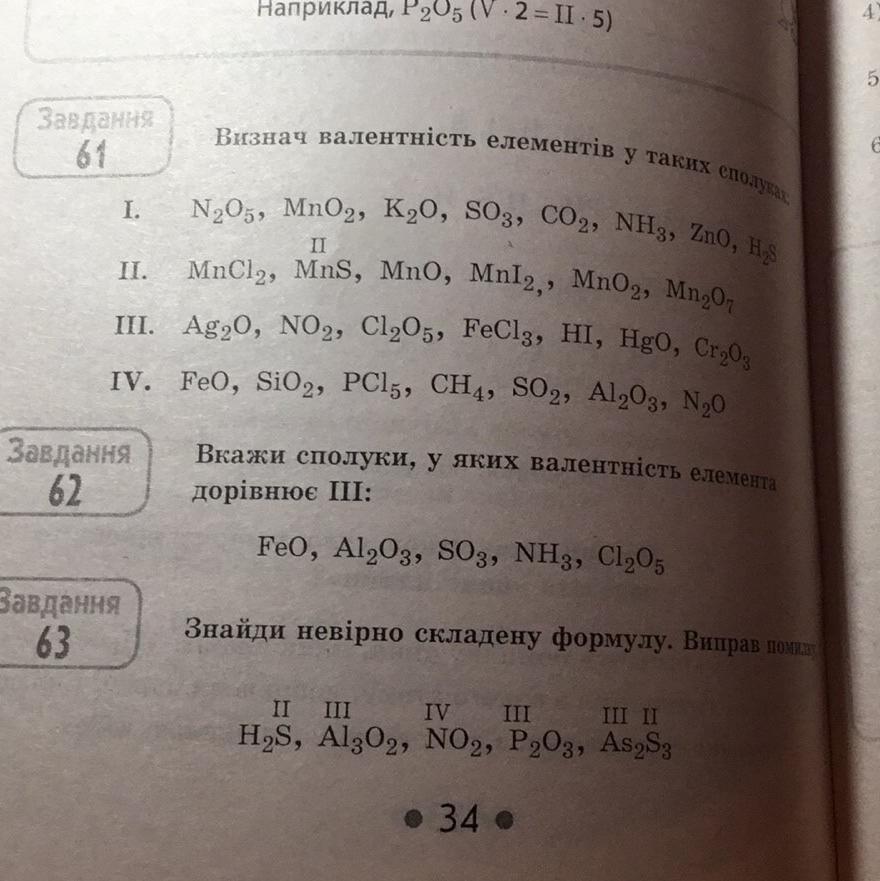 Наприклад, P₂O₅ (V · 2 = II · 5)
Завдання
61
Визнач валентність елементів у таких сполуках:
I. N₂O₅, MnO₂, K₂O, SO₃, CO₂, NH₃, ZnO, H₂S
II
II. MnCl₂, MnS, MnO, MnI₂,, MnO₂, Mn₂O₇
III. Ag₂O, NO₂, Cl₂O₅, FeCl₃, HI, HgO, Cr₂O₃
IV. FeO, SiO₂, PCl₅, CH₄, SO₂, Al₂O₃, N₂O
Завдання
62
Вкажи сполуки, у яких валентність елемента
дорівнює III:
FeO, Al₂O₃, SO₃, NH₃, Cl₂O₅
Завдання
63
Знайди невірно складену формулу. Виправ
II III IV III III II
H₂S, Al₃O₂, NO₂, P₂O₃, As₂S₃
• 34 •
4)
5
6